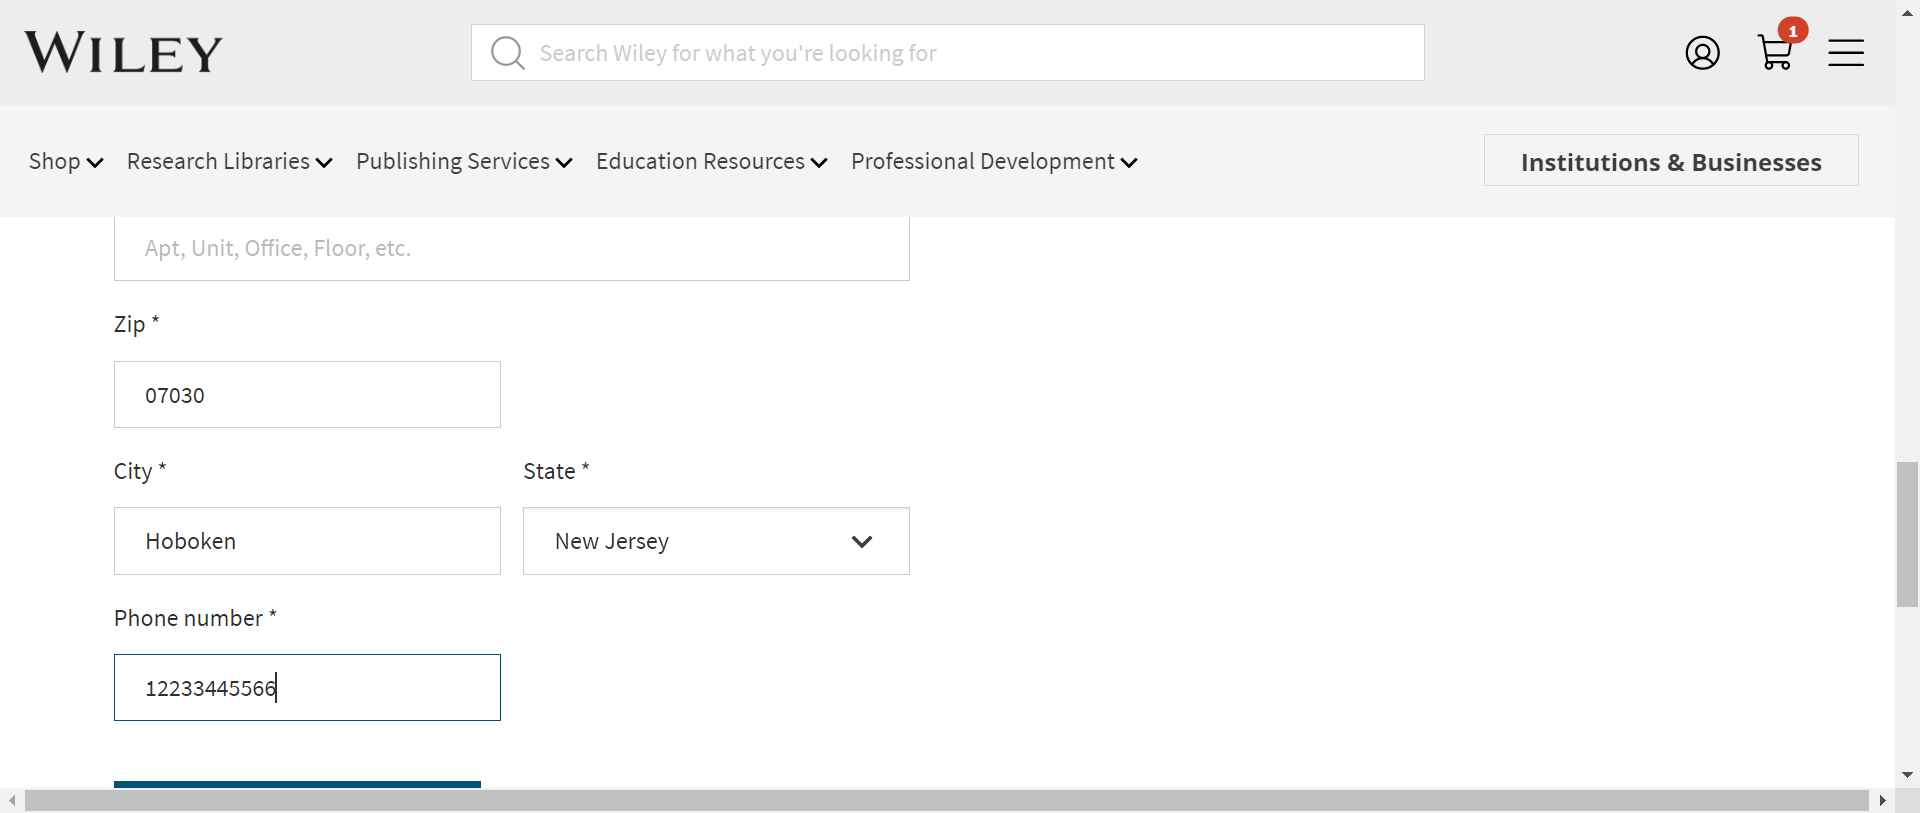 WILEY
Search Wiley for what you're looking for
1
Shop Research Libraries Publishing Services Education Resources Professional Development
Institutions & Businesses
Apt, Unit, Office, Floor, etc.
Zip *
07030
City * State *
Hoboken New Jersey
Phone number *
12233445566